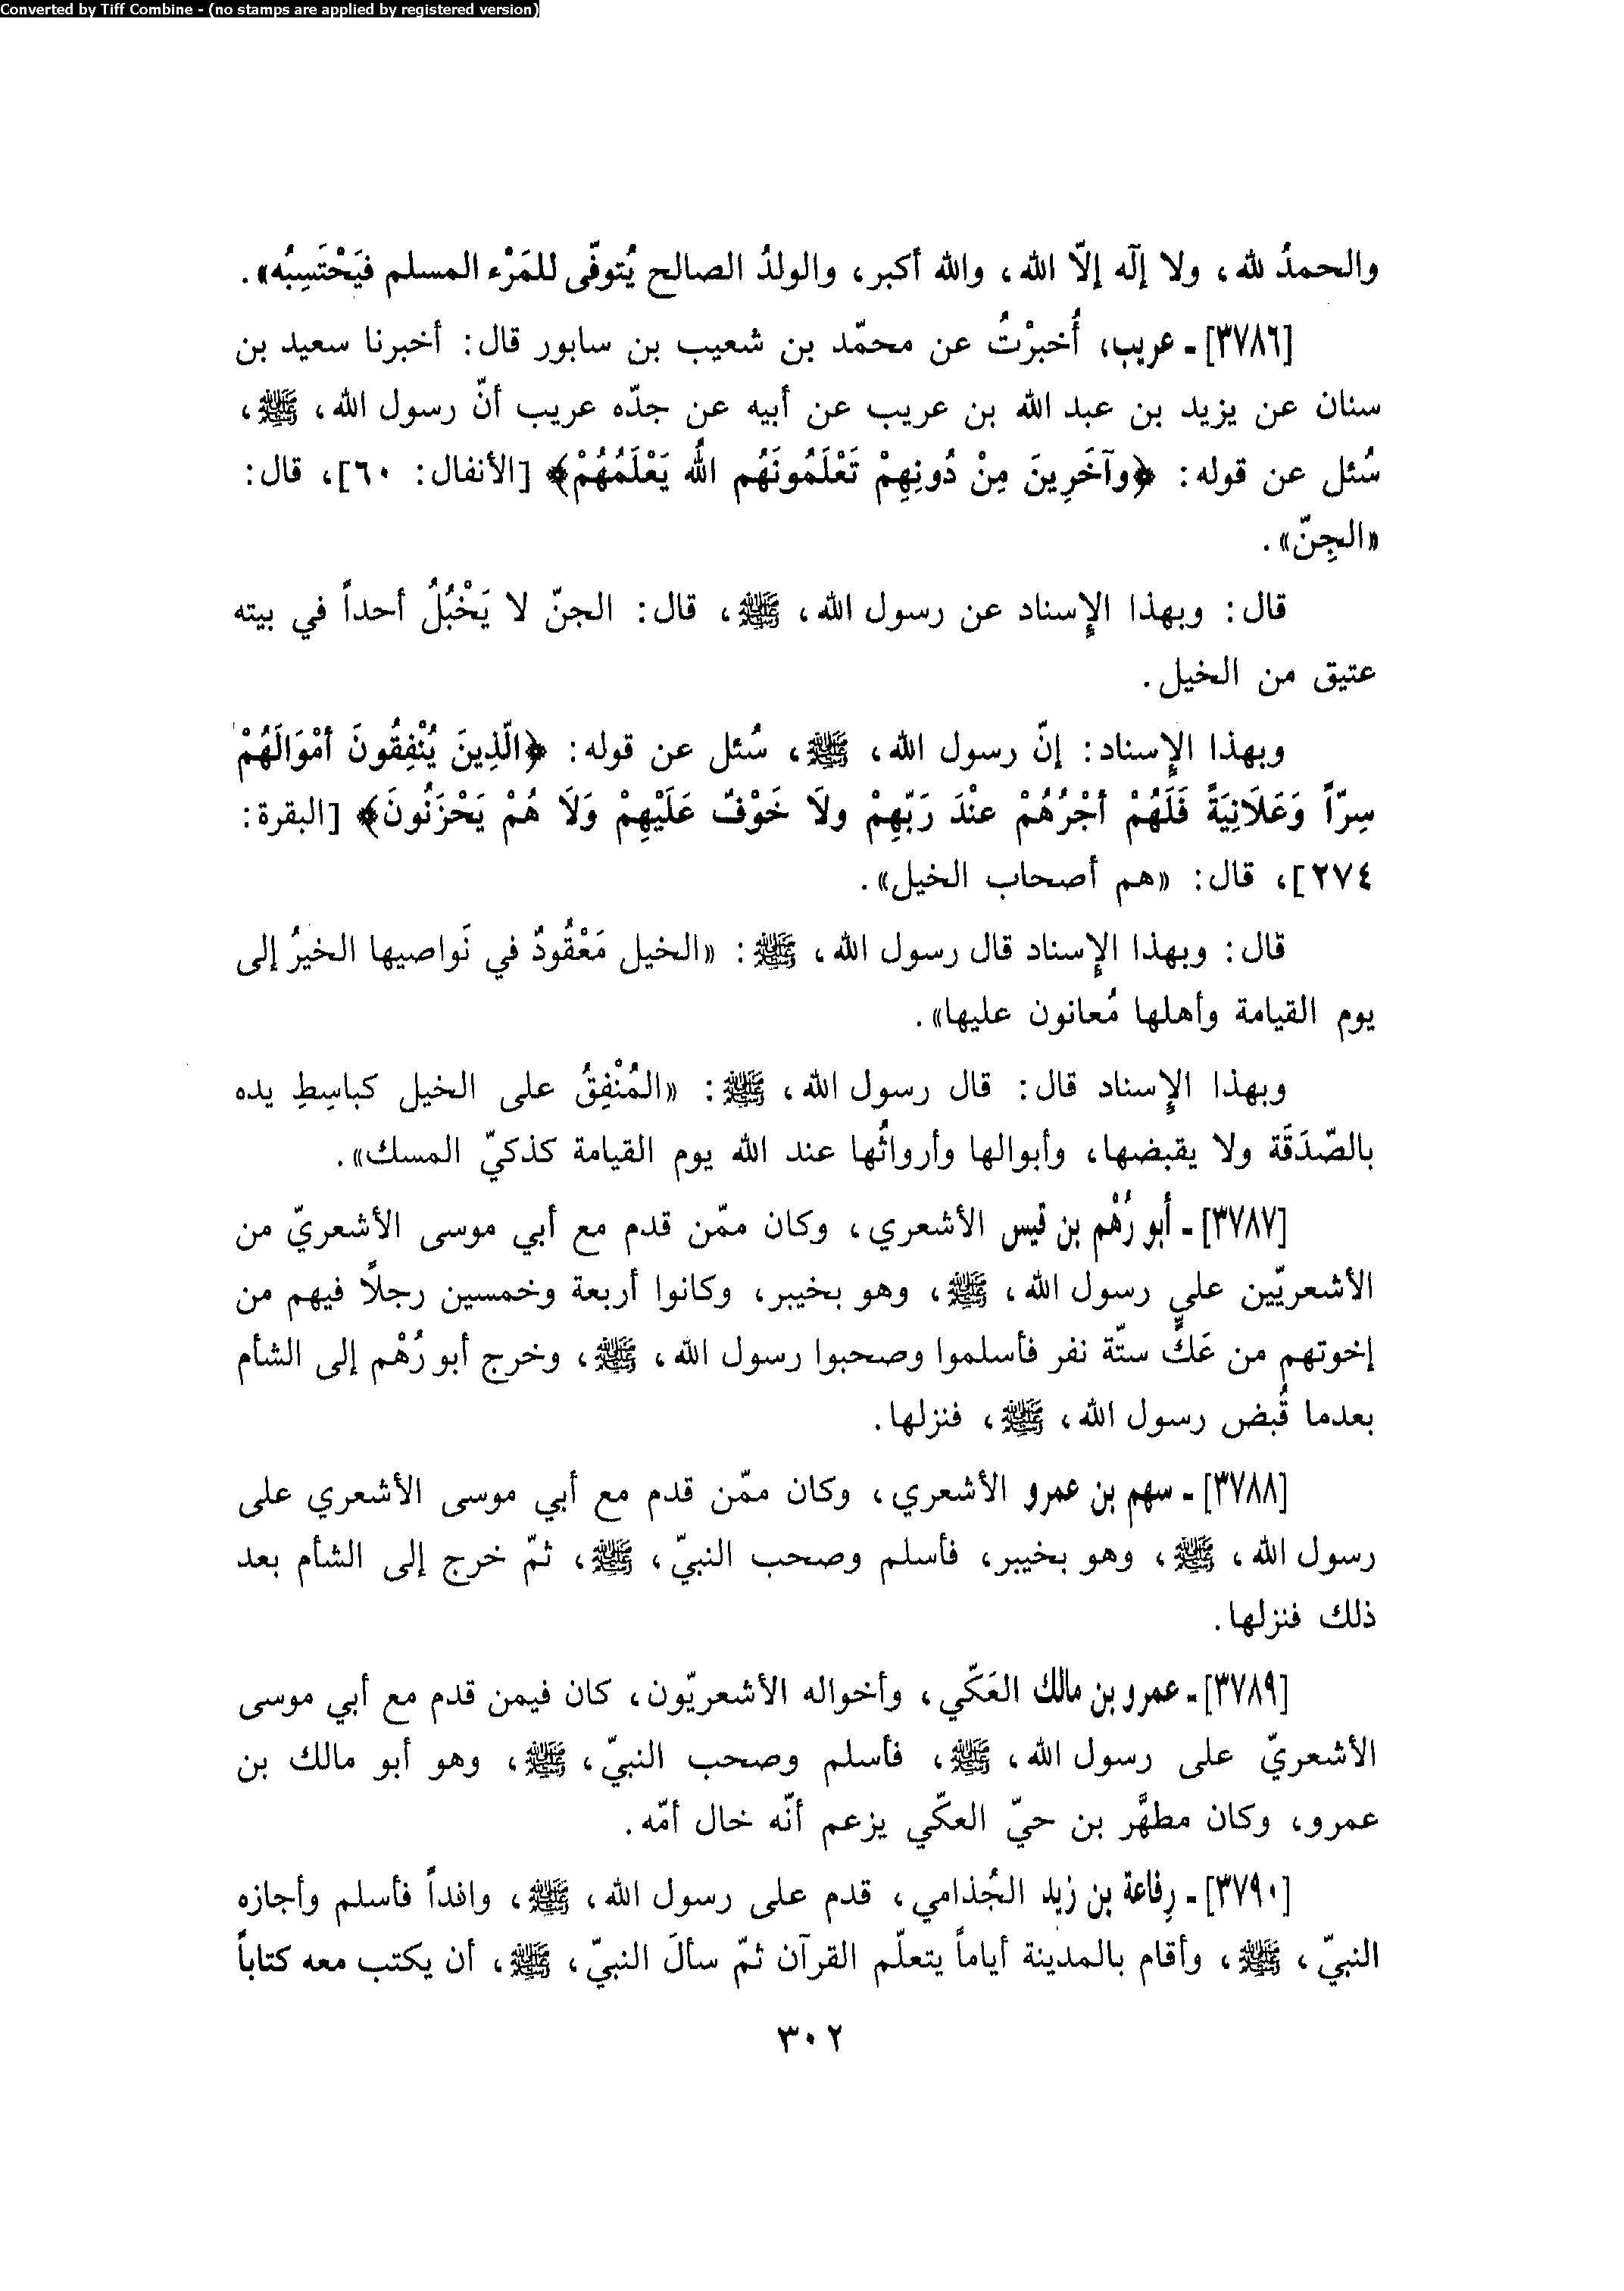 Converted by Tiff Combine - (no stamps are applied by registered version)
والحمدُ لله، ولا إلَه إلاّ الله، والله أكبر، والولدُ الصالح يُتوفّى للمَرْء المسلم فيَحْتَسِبُه».
[٣٧٨٦] ـ عريب، أُخبرْتُ عن محمّد بن شعيب بن سابور قال: أخبرنا سعيد بن
سنان عن يزيد بن عبد الله بن عريب عن أبيه عن جدّه عريب أنّ رسول الله، ﷺ،
سُئل عن قوله: ﴿وآخَرِينَ مِنْ دُونِهِمْ تَعْلَمُونَهُم اللهُ يَعْلَمُهُمْ﴾ [الأنفال: ٦٠]، قال:
«الجِنّ».
قال: وبهذا الإسناد عن رسول الله، ﷺ، قال: الجنّ لا يَخْبُلُ أحداً في بيته
عتيق من الخيل.
وبهذا الإسناد: إنّ رسول الله، ﷺ، سُئل عن قوله: ﴿الّذِينَ يُنْفِقُونَ أمْوَالَهُمْ
سِرّاً وَعَلَانِيَةً فَلَهُمْ أجْرُهُمْ عنْدَ رَبّهِمْ ولَا خَوْفٌ عَلَيْهِمْ وَلَا هُمْ يَحْزَنُونَ﴾ [البقرة:
٢٧٤]، قال: «هم أصحاب الخيل».
قال: وبهذا الإسناد قال رسول الله، ﷺ: «الخيل مَعْقُودٌ في نَواصيها الخيرُ إلى
يوم القيامة وأهلها مُعانون عليها».
وبهذا الإسناد قال: قال رسول الله، ﷺ: «المُنْفِقُ على الخيل كباسِطِ يده
بالصّدَقَة ولا يقبضها، وأبوالها وأرواثُها عند الله يوم القيامة كذكيّ المسك».
[٣٧٨٧] ـ أبو رُهْم بن قيس الأشعري، وكان ممّن قدم مع أبي موسى الأشعريّ من
الأشعريّين على رسول الله، ﷺ، وهو بخيبر، وكانوا أربعة وخمسين رجلاً فيهم من
إخوتهم من عَكٍّ ستّة نفر فأسلموا وصحبوا رسول الله، ﷺ، وخرج أبو رُهْم إلى الشأم
بعدما قُبض رسول الله، ﷺ، فنزلها.
[٣٧٨٨] ـ سهم بن عمرو الأشعري، وكان ممّن قدم مع أبي موسى الأشعري على
رسول الله، ﷺ، وهو بخيبر، فأسلم وصحب النبيّ، ﷺ، ثمّ خرج إلى الشأم بعد
ذلك فنزلها.
[٣٧٨٩] ـ عمرو بن مالك العَكّي، وأخواله الأشعريّون، كان فيمن قدم مع أبي موسى
الأشعريّ على رسول الله، ﷺ، فأسلم وصحب النبيّ، ﷺ، وهو أبو مالك بن
عمرو، وكان مطهَّر بن حيّ العكّي يزعم أنّه خال أمّه.
[٣٧٩٠] ـ رِفاعة بن زيد الجُذامي، قدم على رسول الله، ﷺ، وافداً فأسلم وأجازه
النبيّ، ﷺ، وأقام بالمدينة أياماً يتعلّم القرآن ثمّ سألَ النبيّ، ﷺ، أن يكتب معه كتاباً
٣٠٢